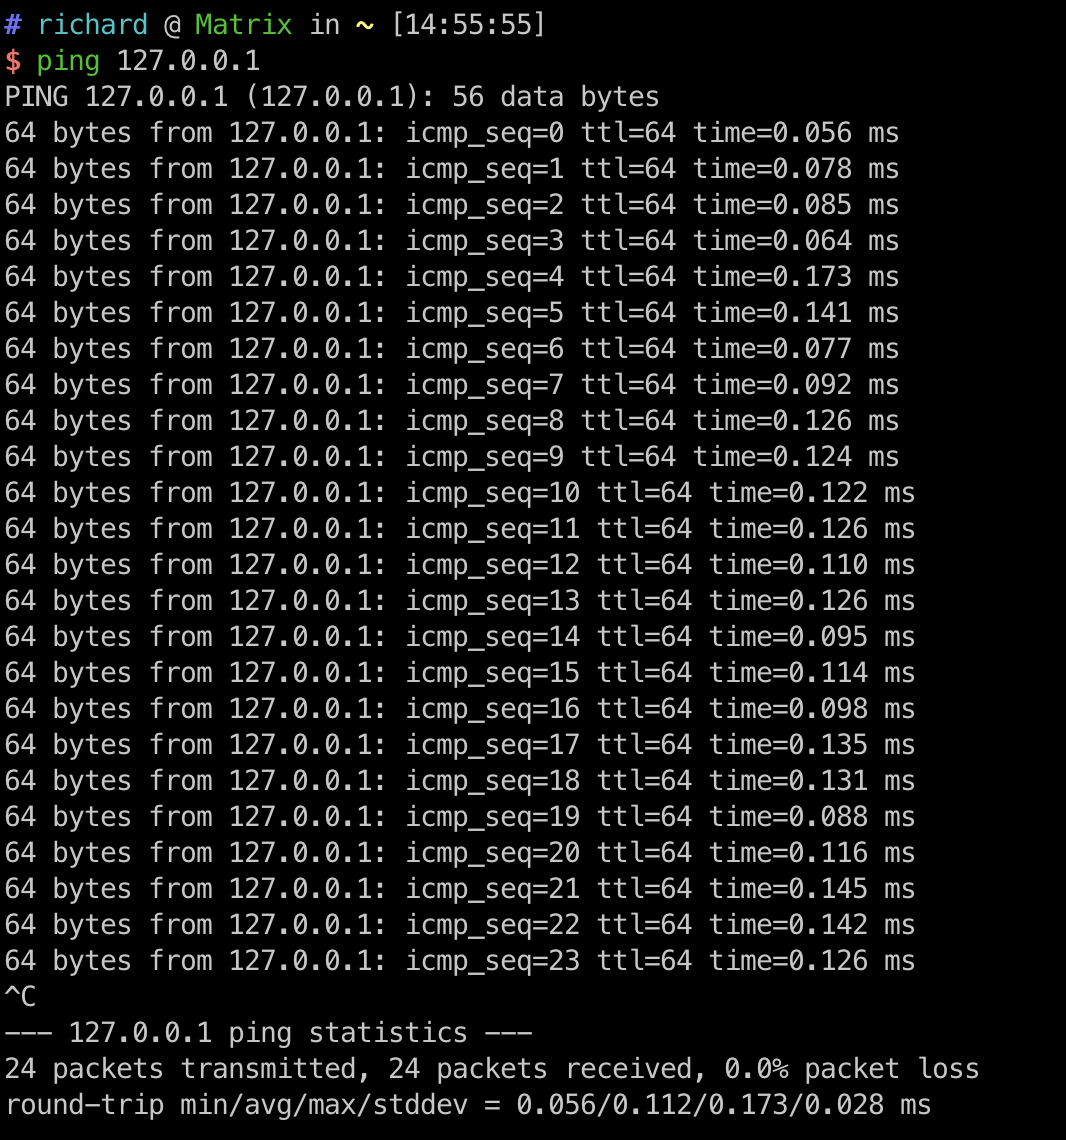 # richard @ Matrix in ~ [14:55:55]
$ ping 127.0.0.1
PING 127.0.0.1 (127.0.0.1): 56 data bytes
64 bytes from 127.0.0.1: icmp_seq=0 ttl=64 time=0.056 ms
64 bytes from 127.0.0.1: icmp_seq=1 ttl=64 time=0.078 ms
64 bytes from 127.0.0.1: icmp_seq=2 ttl=64 time=0.085 ms
64 bytes from 127.0.0.1: icmp_seq=3 ttl=64 time=0.064 ms
64 bytes from 127.0.0.1: icmp_seq=4 ttl=64 time=0.173 ms
64 bytes from 127.0.0.1: icmp_seq=5 ttl=64 time=0.141 ms
64 bytes from 127.0.0.1: icmp_seq=6 ttl=64 time=0.077 ms
64 bytes from 127.0.0.1: icmp_seq=7 ttl=64 time=0.092 ms
64 bytes from 127.0.0.1: icmp_seq=8 ttl=64 time=0.126 ms
64 bytes from 127.0.0.1: icmp_seq=9 ttl=64 time=0.124 ms
64 bytes from 127.0.0.1: icmp_seq=10 ttl=64 time=0.122 ms
64 bytes from 127.0.0.1: icmp_seq=11 ttl=64 time=0.126 ms
64 bytes from 127.0.0.1: icmp_seq=12 ttl=64 time=0.110 ms
64 bytes from 127.0.0.1: icmp_seq=13 ttl=64 time=0.126 ms
64 bytes from 127.0.0.1: icmp_seq=14 ttl=64 time=0.095 ms
64 bytes from 127.0.0.1: icmp_seq=15 ttl=64 time=0.114 ms
64 bytes from 127.0.0.1: icmp_seq=16 ttl=64 time=0.098 ms
64 bytes from 127.0.0.1: icmp_seq=17 ttl=64 time=0.135 ms
64 bytes from 127.0.0.1: icmp_seq=18 ttl=64 time=0.131 ms
64 bytes from 127.0.0.1: icmp_seq=19 ttl=64 time=0.088 ms
64 bytes from 127.0.0.1: icmp_seq=20 ttl=64 time=0.116 ms
64 bytes from 127.0.0.1: icmp_seq=21 ttl=64 time=0.145 ms
64 bytes from 127.0.0.1: icmp_seq=22 ttl=64 time=0.142 ms
64 bytes from 127.0.0.1: icmp_seq=23 ttl=64 time=0.126 ms
^C
--- 127.0.0.1 ping statistics ---
24 packets transmitted, 24 packets received, 0.0% packet loss
round-trip min/avg/max/stddev = 0.056/0.112/0.173/0.028 ms